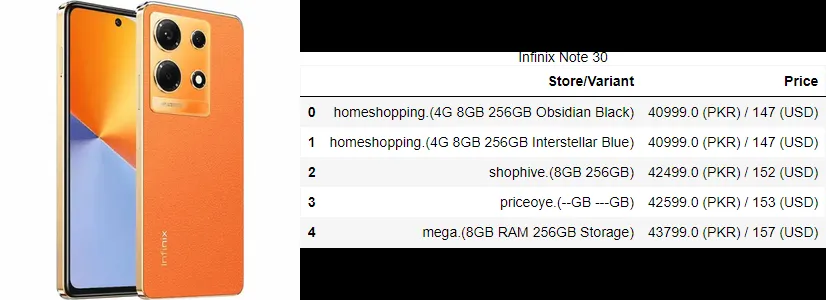 Infinix
Infinix Note 30
Store/Variant Price
0 homeshopping.(4G 8GB 256GB Obsidian Black) 40999.0 (PKR) / 147 (USD)
1 homeshopping.(4G 8GB 256GB Interstellar Blue) 40999.0 (PKR) / 147 (USD)
2 shophive.(8GB 256GB) 42499.0 (PKR) / 152 (USD)
3 priceoye.(--GB ---GB) 42599.0 (PKR) / 153 (USD)
4 mega.(8GB RAM 256GB Storage) 43799.0 (PKR) / 157 (USD)